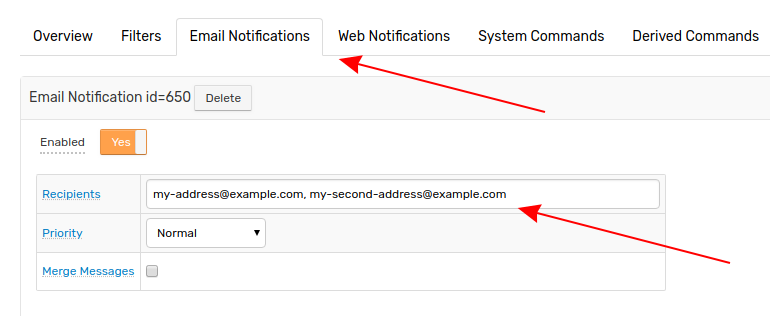 Overview Filters Email Notifications Web Notifications System Commands Derived Commands
Email Notification id=650 Delete
Enabled Yes
Recipients my-address@example.com, my-second-address@example.com
Priority Normal
Merge Messages